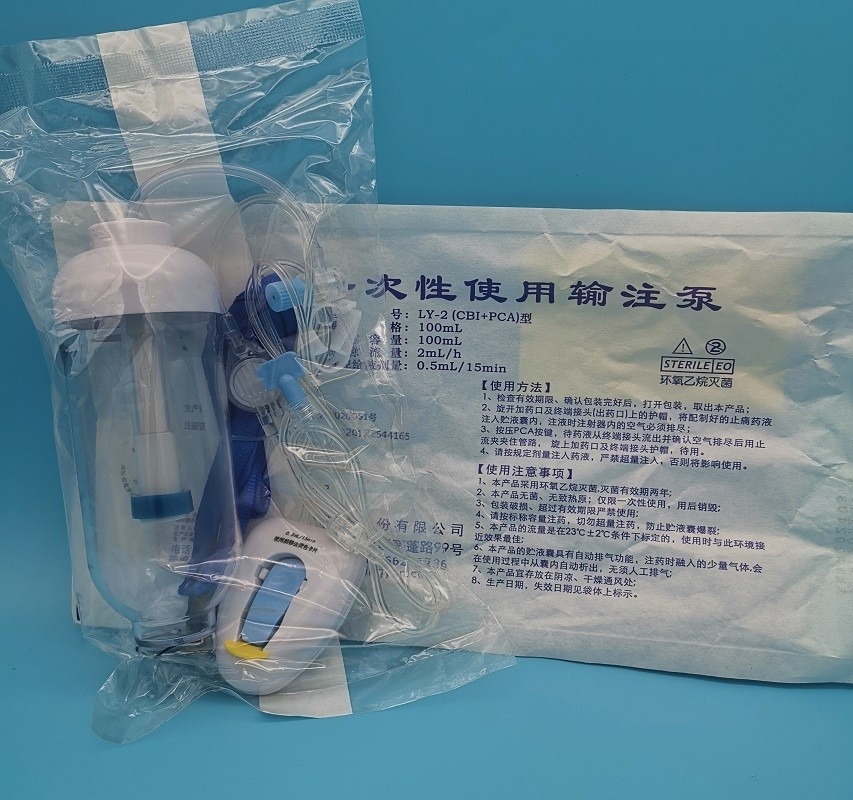 次性使用输注泵
号: LY-2 (CBI+PCA)型
格: 100mL
量: 100mL
流 量: 2mL/h
液剂量: 0.5mL/15min
STERILE EO
环氧乙烷灭菌
【使用方法】
1、检查有效期限、确认包装完好后，打开包装，取出本产品；
2、旋开加药口及终端接头(出药口)上的护帽，将配制好的止痛药液
注入贮液囊内，注液时注射器内的空气必须排尽；
3、按压PCA按键，待药液从终端接头流出并确认空气排尽后用止
流夹夹住管路，旋上加药口及终端接头护帽，待用。
4、请按规定剂量注入药液，严禁超量注入，否则将影响使用。
【使用注意事项】
1、本产品采用环氧乙烷灭菌,灭菌有效期两年;
2、本产品无菌、无致热原；仅限一次性使用，用后销毁;
3、包装破损、超过有效期限严禁使用;
4、请按标称容量注药，切勿超量注药，防止贮液囊爆裂;
5、本产品的流量是在23℃±2℃条件下标定的，使用时与此环境接
近效果最佳;
6、本产品的贮液囊具有自动排气功能，注药时融入的少量气体,会
在使用过程中从囊内自动析出，无须人工排气;
7、本产品宜存放在阴凉、干燥通风处;
8、生产日期，失效日期见袋体上标示。
544165
份有限公司
蓬路99号
0.5mL/15min